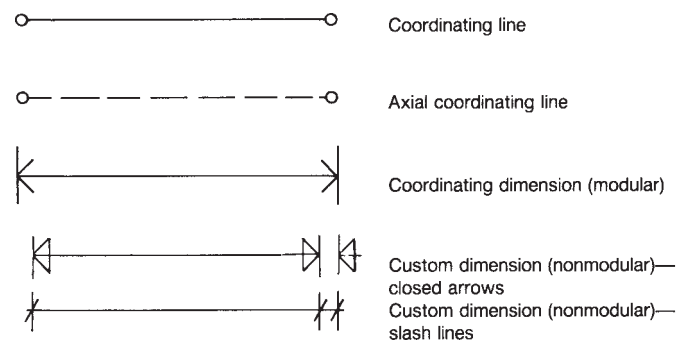 Coordinating line
Axial coordinating line
Coordinating dimension (modular)
Custom dimension (nonmodular)—
closed arrows
Custom dimension (nonmodular)—
slash lines